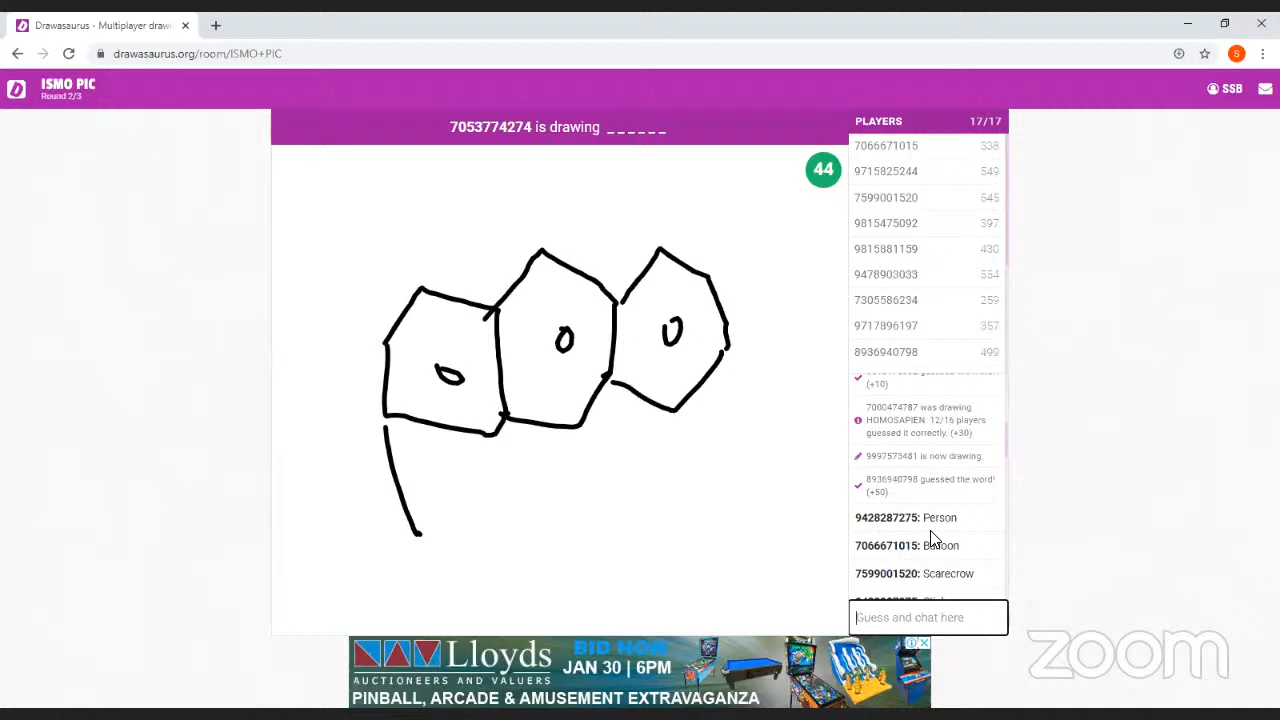 Drawasaurus - Multiplayer draw
drawasaurus.org/room/ISMO+PIC
S
ISMO PIC
Round 2/3
SSB
7053774274 is drawing _ _ _ _ _ _
44
PLAYERS 17/17
7066671015 338
9715825244 549
7599001520 545
9815475092 397
9815881159 430
9478903033 554
7305586234 259
9717896197 357
8936940798 499
(+10)
7000474787 was drawing
HOMOSAPIEN. 12/16 players
guessed it correctly. (+30)
9997573481 is now drawing.
8936940798 guessed the word!
(+50)
9428287275: Person
7066671015:
7599001520: Scarecrow
Guess and chat here
Lloyds
AUCTIONEERS AND VALUERS
BID NOW
JAN 30 | 6PM
PINBALL, ARCADE & AMUSEMENT EXTRAVAGANZA
zoom